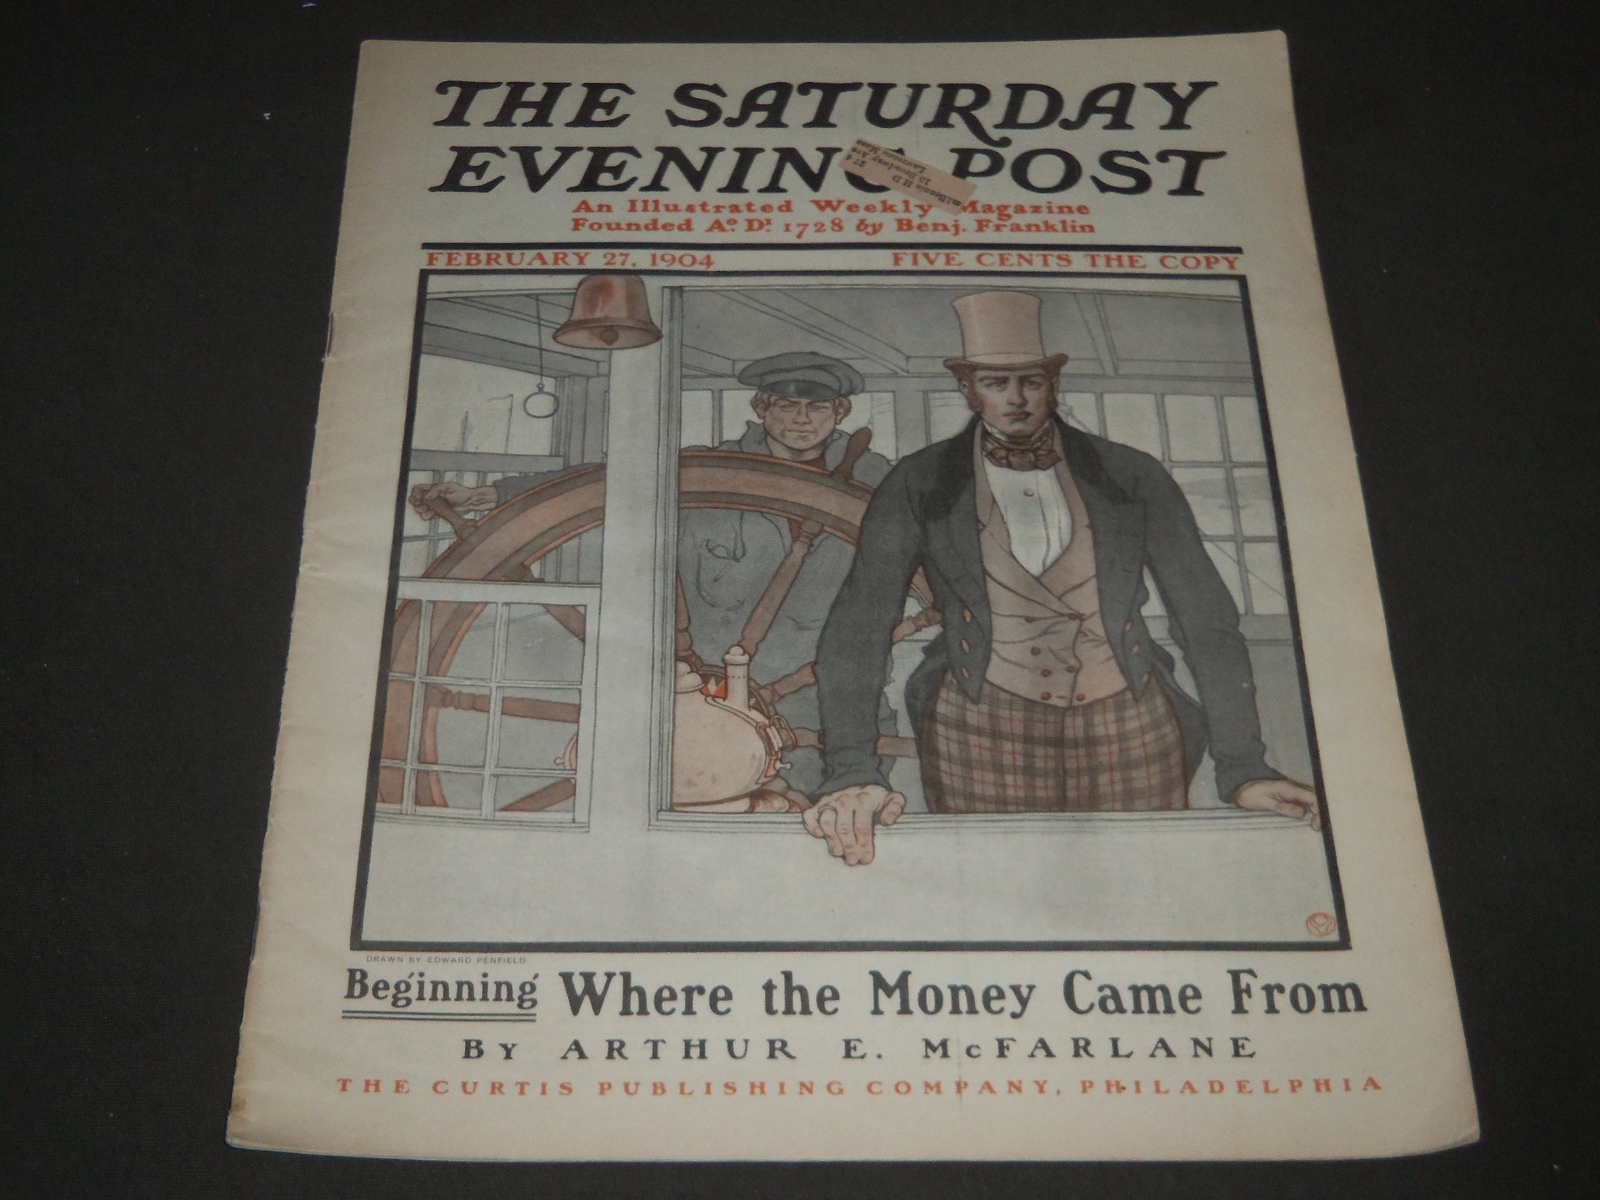 THE SATURDAY
EVENING POST
An Illustrated Weekly Magazine
Founded Aº Dⁱ 1728 by Benj. Franklin
FEBRUARY 27, 1904
FIVE CENTS THE COPY
DRAWN BY EDWARD PENFIELD
Beginning Where the Money Came From
BY ARTHUR E. McFARLANE
THE CURTIS PUBLISHING COMPANY, PHILADELPHIA